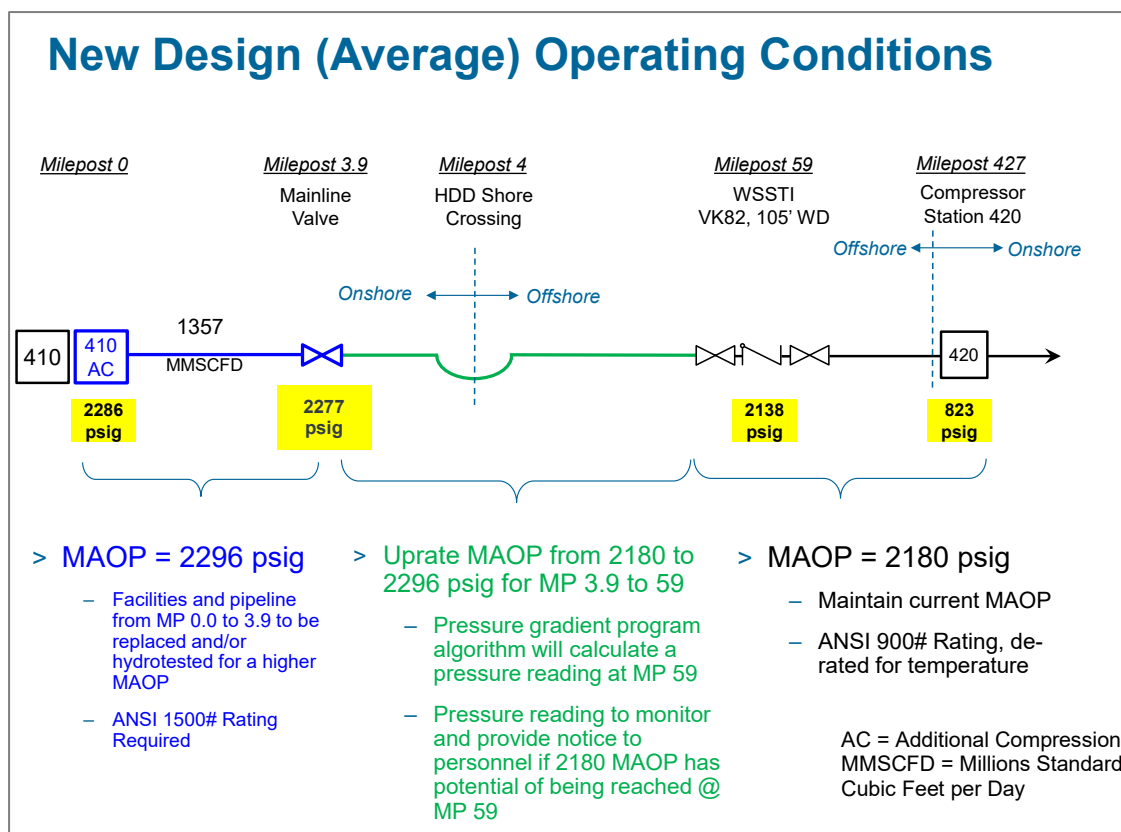 New Design (Average) Operating Conditions
Milepost 0
Milepost 3.9
Mainline
Valve
Milepost 4
HDD Shore
Crossing
Milepost 59
WSSTI
VK82, 105' WD
Milepost 427
Compressor
Station 420
Offshore
Onshore
Onshore
Offshore
410
410
AC
1357
MMSCFD
420
2286
psig
2277
psig
2138
psig
823
psig
> MAOP = 2296 psig
– Facilities and pipeline
from MP 0.0 to 3.9 to be
replaced and/or
hydrotested for a higher
MAOP
– ANSI 1500# Rating
Required
> Uprate MAOP from 2180 to
2296 psig for MP 3.9 to 59
– Pressure gradient program
algorithm will calculate a
pressure reading at MP 59
– Pressure reading to monitor
and provide notice to
personnel if 2180 MAOP has
potential of being reached @
MP 59
> MAOP = 2180 psig
– Maintain current MAOP
– ANSI 900# Rating, de-
rated for temperature
AC = Additional Compression
MMSCFD = Millions Standard
Cubic Feet per Day